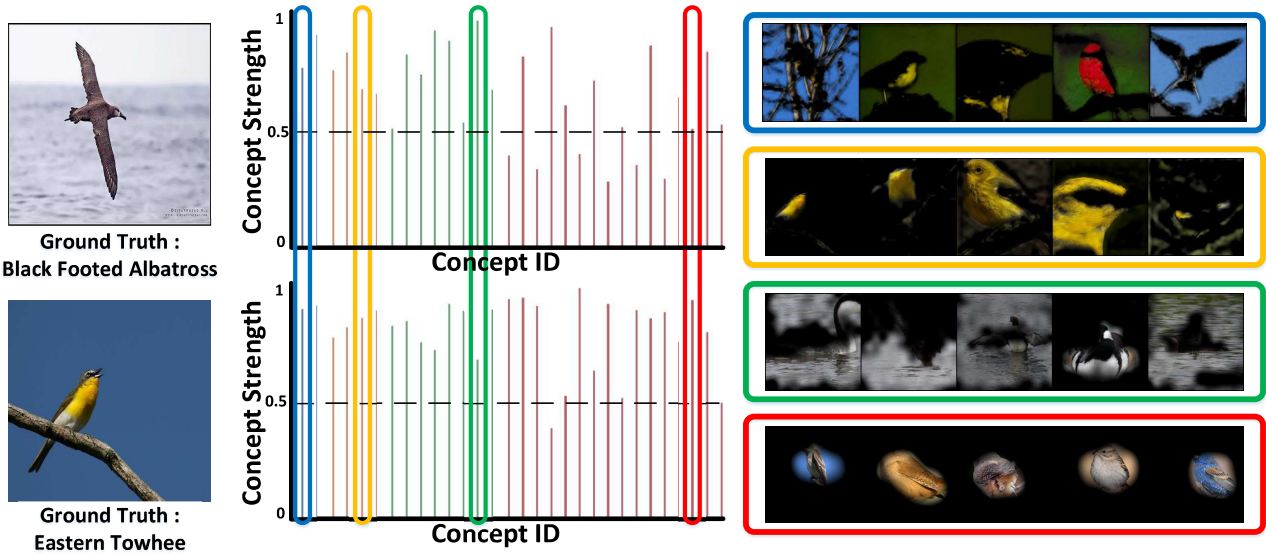 Ground Truth :
Black Footed Albatross
Ground Truth :
Eastern Towhee
Concept Strength
1
0.5
0
Concept ID
Concept Strength
1
0.5
0
Concept ID